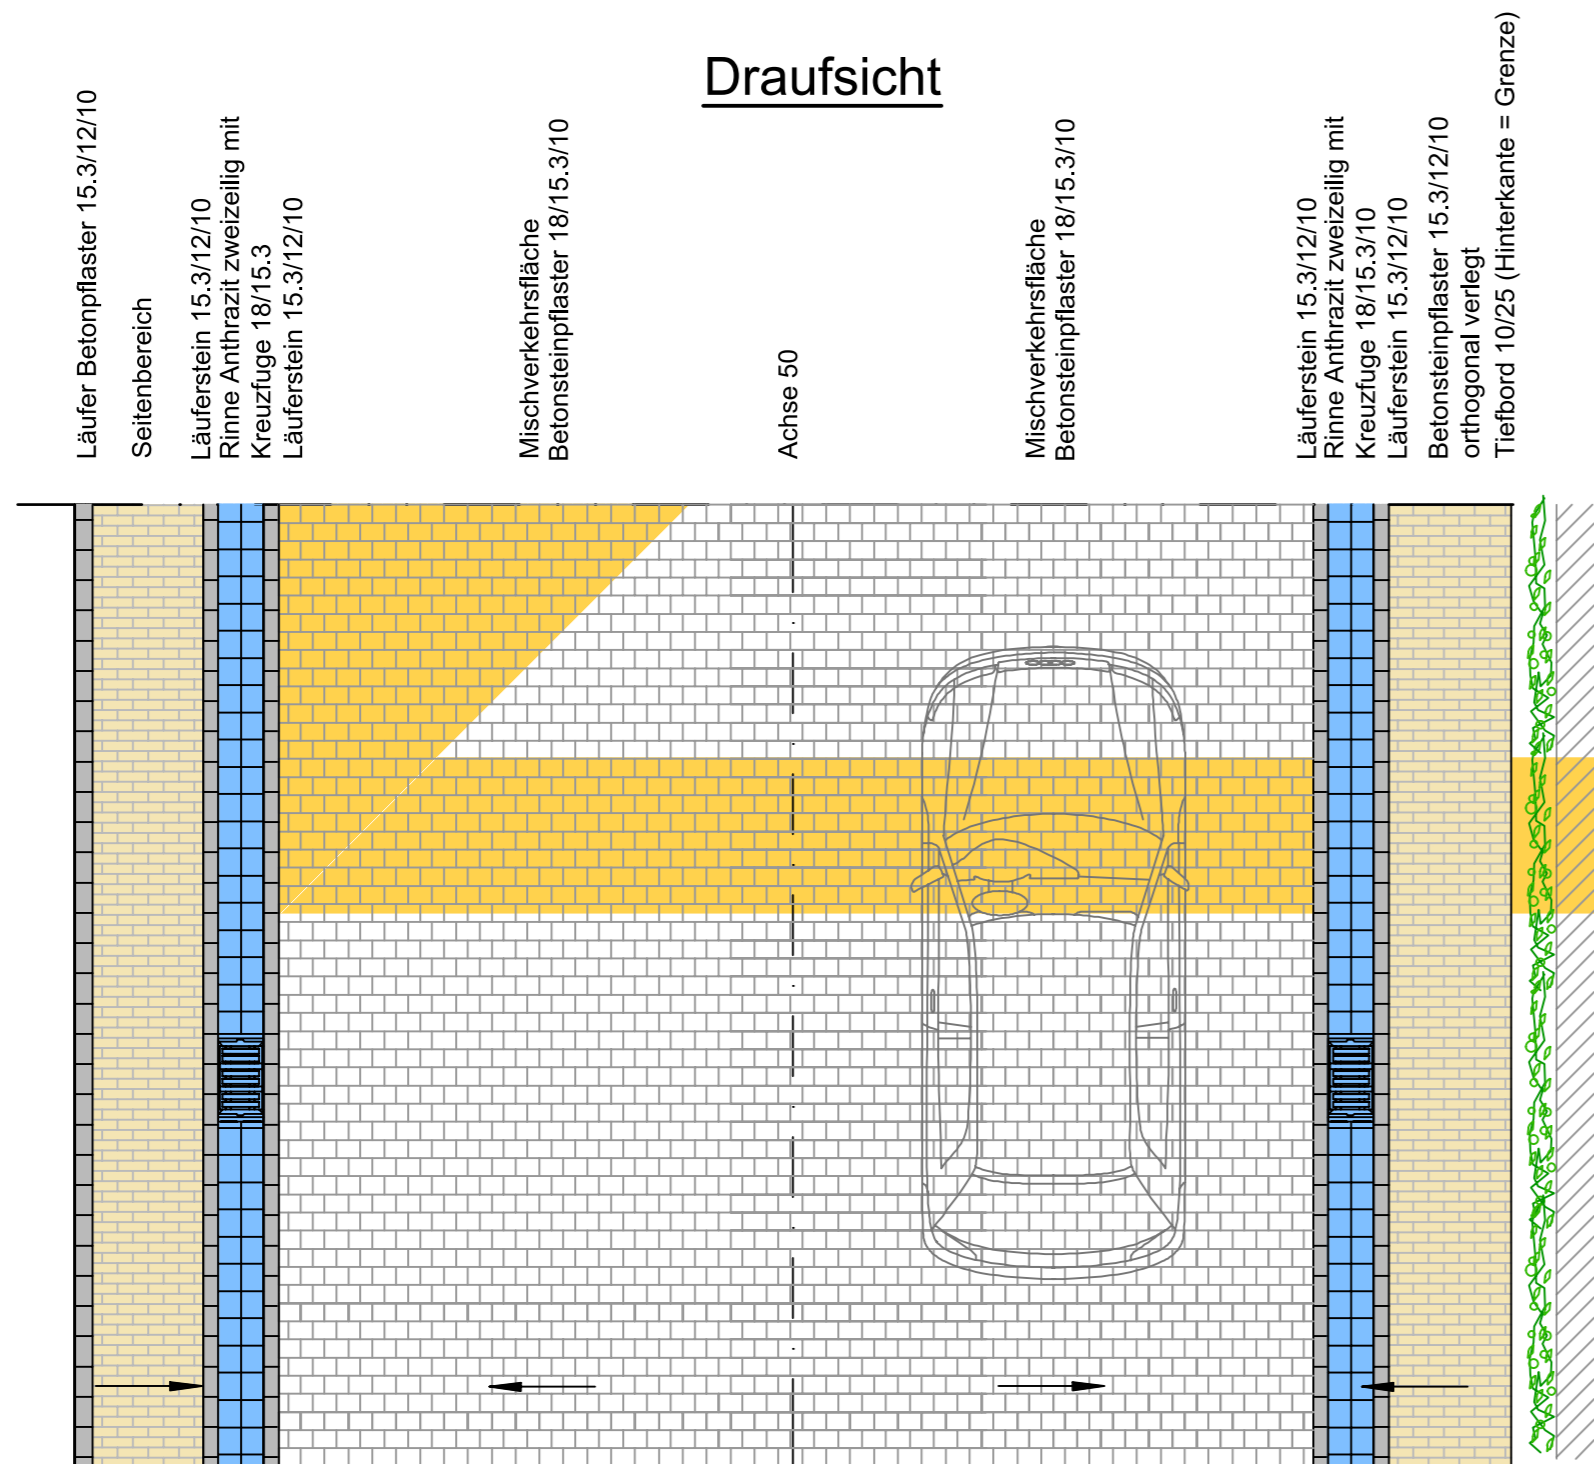 Draufsicht
Läufer Betonpflaster 15.3/12/10
Seitenbereich
Läuferstein 15.3/12/10
Rinne Anthrazit zweizeilig mit
Kreuzfuge 18/15.3
Läuferstein 15.3/12/10
Mischverkehrsfläche
Betonsteinpflaster 18/15.3/10
Achse 50
Mischverkehrsfläche
Betonsteinpflaster 18/15.3/10
Läuferstein 15.3/12/10
Rinne Anthrazit zweizeilig mit
Kreuzfuge 18/15.3/10
Läuferstein 15.3/12/10
Betonsteinpflaster 15.3/12/10
orthogonal verlegt
Tiefbord 10/25 (Hinterkante = Grenze)